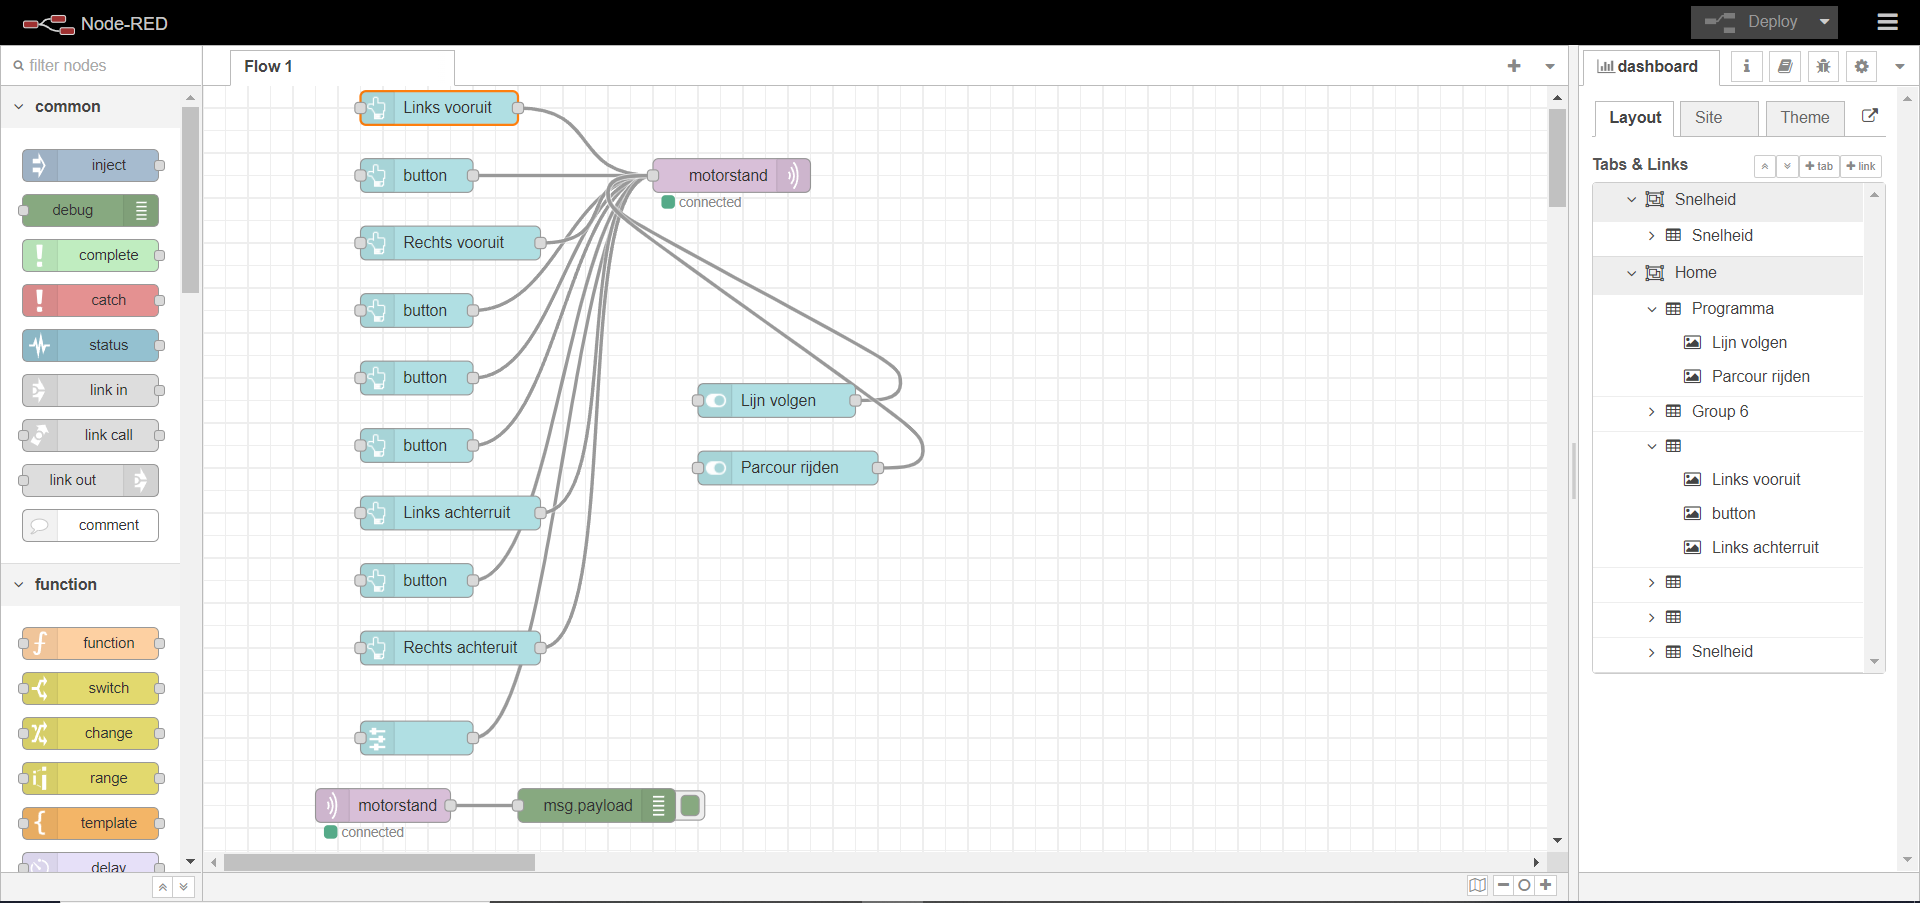 Node-RED
Deploy
filter nodes
common
inject
debug
complete
catch
status
link in
link call
link out
comment
function
function
switch
change
range
template
delay
Flow 1
Links vooruit
button
motorstand
connected
Rechts vooruit
button
button
Lijn volgen
button
Parcour rijden
Links achterruit
button
Rechts achteruit
motorstand
msg.payload
connected
dashboard
Layout
Site
Theme
Tabs & Links
tab
link
Snelheid
Snelheid
Home
Programma
Lijn volgen
Parcour rijden
Group 6
Links vooruit
button
Links achterruit
Snelheid